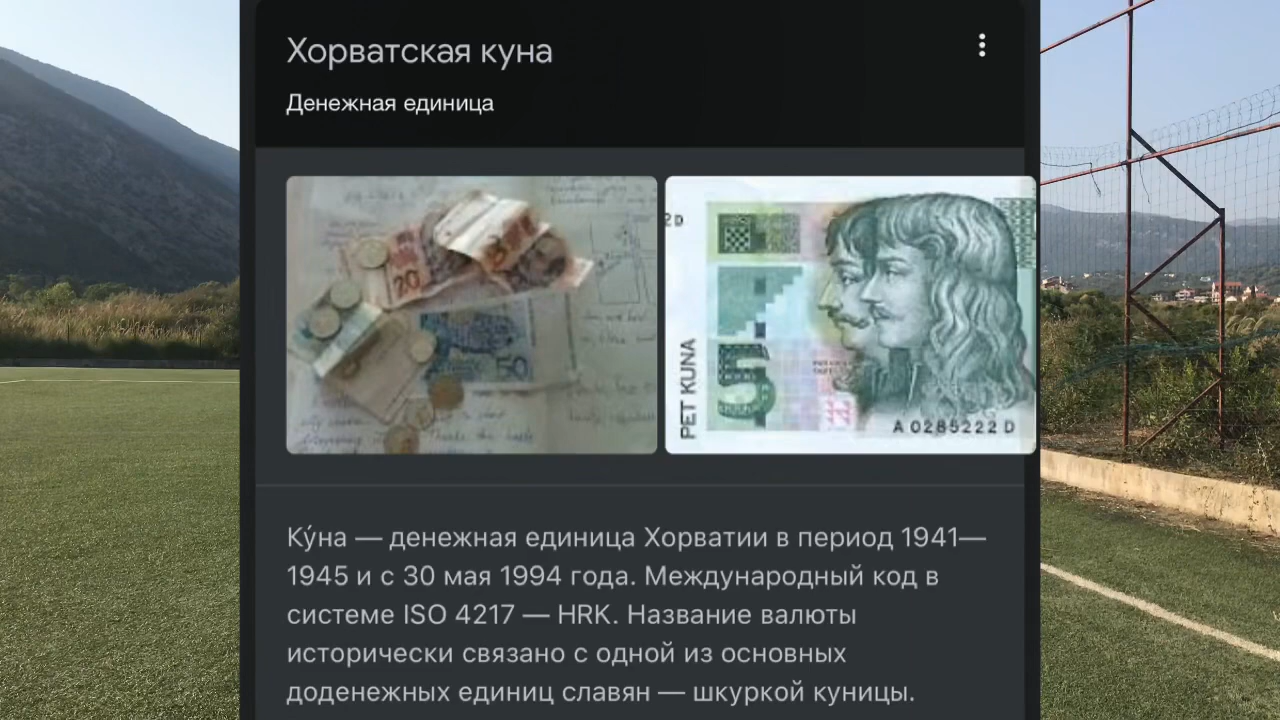 Хорватская куна
Денежная единица
20
50
2D
PET KUNA
5
A 0285222 D
Ку́на — денежная единица Хорватии в период 1941—
1945 и с 30 мая 1994 года. Международный код в
системе ISO 4217 — HRK. Название валюты
исторически связано с одной из основных
доденежных единиц славян — шкуркой куницы.